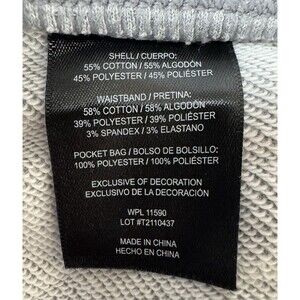 SHELL / CUERPO:
55% COTTON / 55% ALGODÓN
45% POLYESTER / 45% POLIÉSTER
WAISTBAND / PRETINA:
58% COTTON / 58% ALGODÓN
39% POLYESTER / 39% POLIÉSTER
3% SPANDEX / 3% ELASTANO
POCKET BAG / BOLSO DE BOLSILLO:
100% POLYESTER / 100% POLIÉSTER
EXCLUSIVE OF DECORATION
EXCLUSIVO DE LA DECORACIÓN
WPL 11590
LOT #T2110437
MADE IN CHINA
HECHO EN CHINA